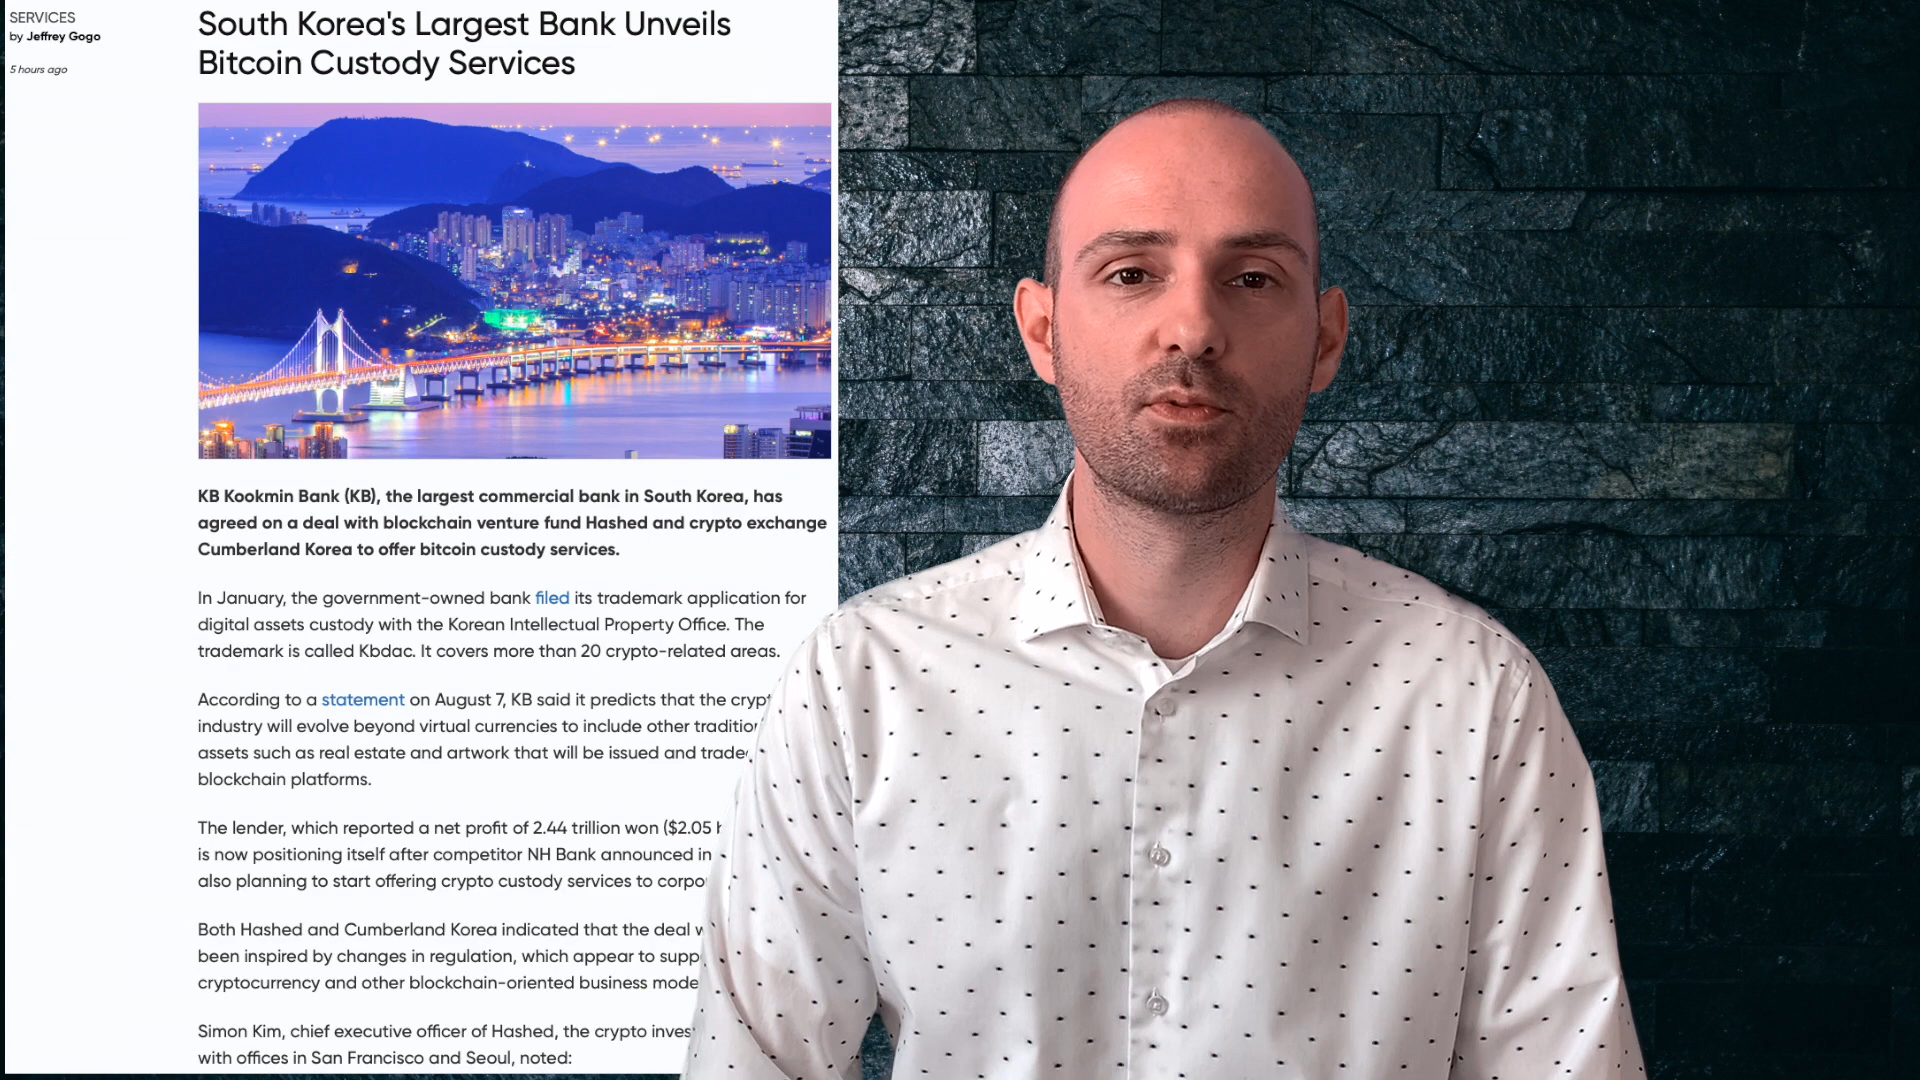 SERVICES
by Jeffrey Gogo
5 hours ago
South Korea's Largest Bank Unveils
Bitcoin Custody Services
KB Kookmin Bank (KB), the largest commercial bank in South Korea, has
agreed on a deal with blockchain venture fund Hashed and crypto exchange
Cumberland Korea to offer bitcoin custody services.
In January, the government-owned bank filed its trademark application for
digital assets custody with the Korean Intellectual Property Office. The
trademark is called Kbdac. It covers more than 20 crypto-related areas.
According to a statement on August 7, KB said it predicts that the
industry will evolve beyond virtual currencies to include other
assets such as real estate and artwork that will be issued and
blockchain platforms.
The lender, which reported a net profit of 2.44 trillion won ($2.05
is now positioning itself after competitor NH Bank announced in
also planning to start offering crypto custody services to
Both Hashed and Cumberland Korea indicated that the deal
been inspired by changes in regulation, which appear to
cryptocurrency and other blockchain-oriented business
Simon Kim, chief executive officer of Hashed, the crypto
with offices in San Francisco and Seoul, noted: